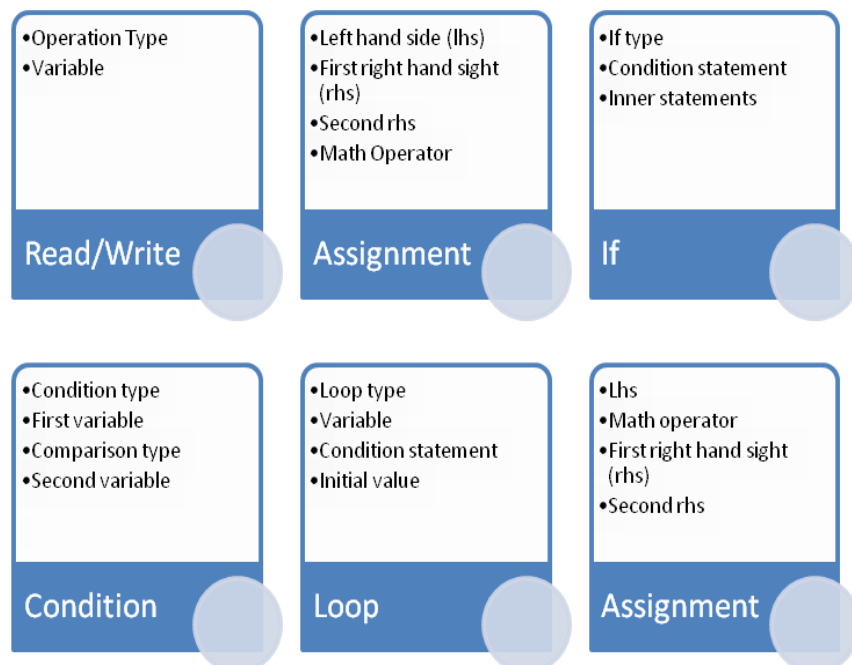 •Operation Type
•Variable
Read/Write
•Left hand side (lhs)
•First right hand sight
(rhs)
•Second rhs
•Math Operator
Assignment
•If type
•Condition statement
•Inner statements
If
•Condition type
•First variable
•Comparison type
•Second variable
Condition
•Loop type
•Variable
•Condition statement
•Initial value
Loop
•Lhs
•Math operator
•First right hand sight
(rhs)
•Second rhs
Assignment